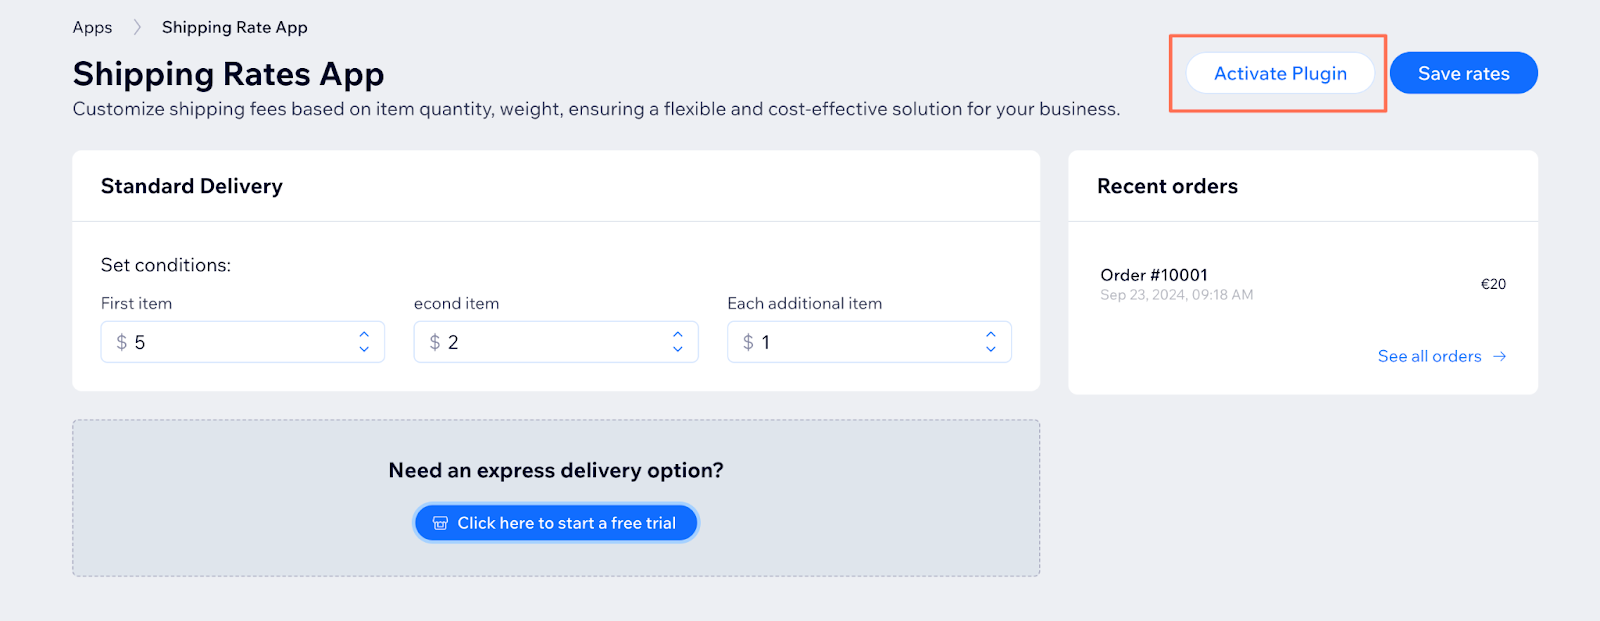 Apps
Shipping Rate App
Shipping Rates App
Customize shipping fees based on item quantity, weight, ensuring a flexible and cost-effective solution for your business.
Activate Plugin
Save rates
Standard Delivery
Set conditions:
First item
econd item
Each additional item
$ 5
$ 2
$ 1
Recent orders
Order #10001
Sep 23, 2024, 09:18 AM
€20
See all orders
Need an express delivery option?
Click here to start a free trial